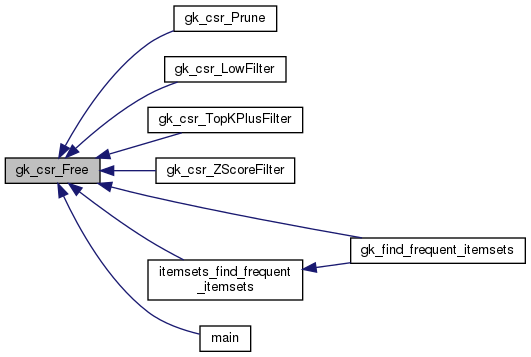 gk_csr_Prune
gk_csr_LowFilter
gk_csr_TopKPlusFilter
gk_csr_Free
gk_csr_ZScoreFilter
gk_find_frequent_itemsets
itemsets_find_frequent
_itemsets
main